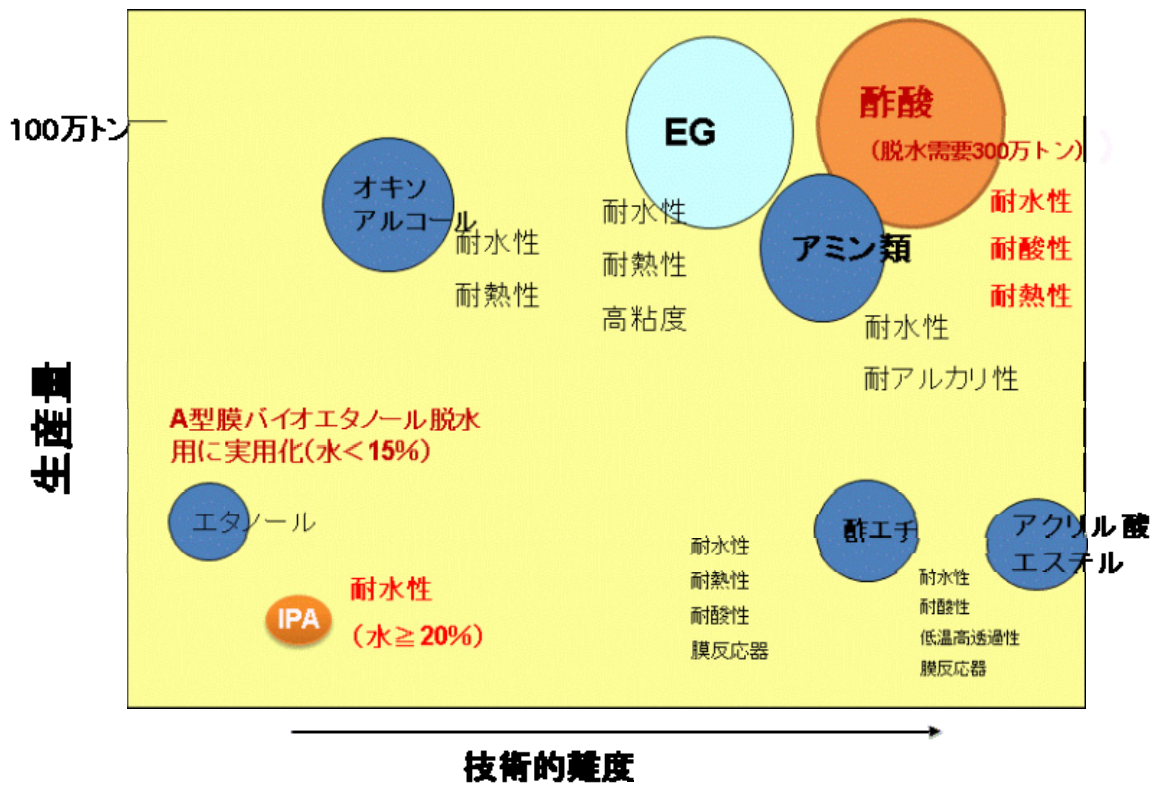 100万トン
生産量
EG
酢酸
（脱水需要300万トン）
オキソ
アルコール
耐水性
耐熱性
耐水性
耐熱性
高粘度
アミン類
耐水性
耐酸性
耐熱性
耐水性
耐アルカリ性
A型膜バイオエタノール脱水
用に実用化(水＜15%)
エタノール
IPA
耐水性
（水≧20%）
酢エチ
耐水性
耐熱性
耐酸性
膜反応器
アクリル酸
エステル
耐水性
耐酸性
低温高透過性
膜反応器
技術的難度